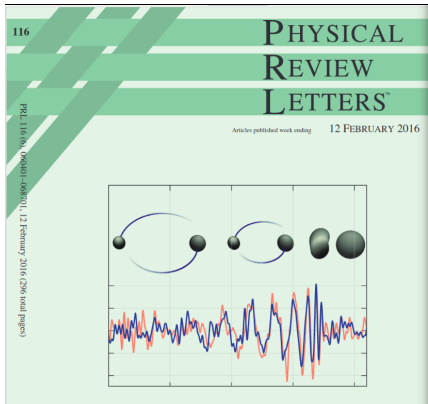 116
PHYSICAL
REVIEW
LETTERS™
Articles published week ending 12 FEBRUARY 2016
PRL 116 (6), 060401–068701, 12 February 2016 (296 total pages)